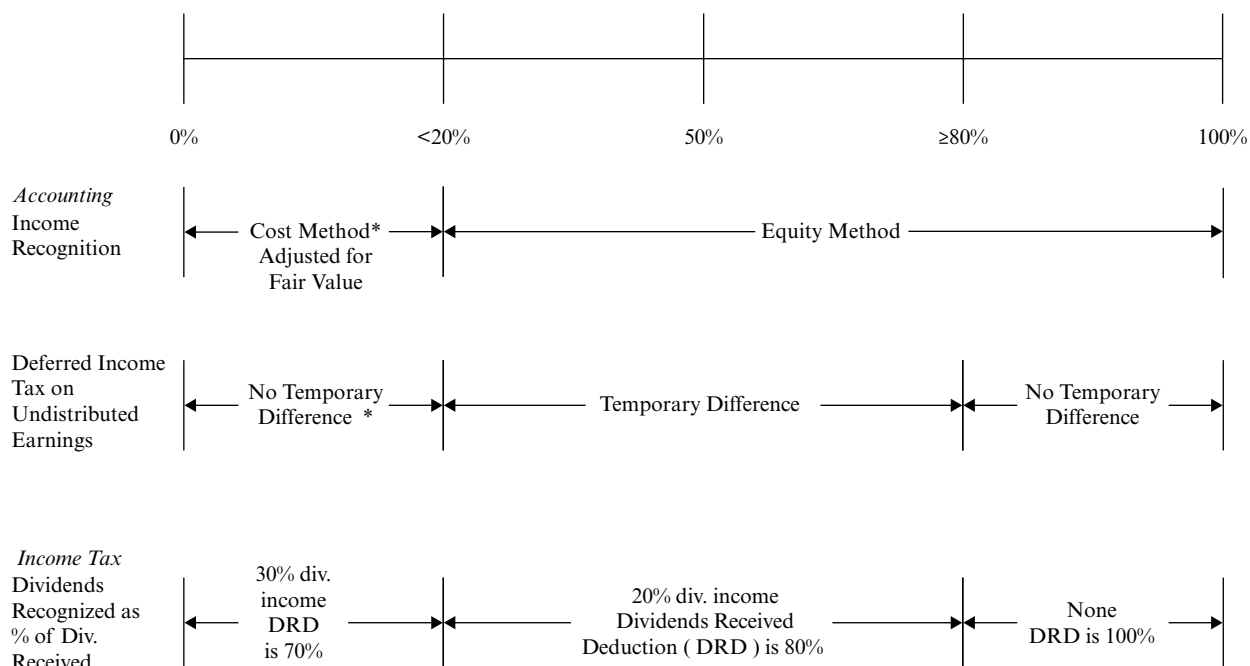 0% <20% 50% ≥80% 100%
Accounting
Income
Recognition
Cost Method*
Adjusted for
Fair Value
Equity Method
Deferred Income
Tax on
Undistributed
Earnings
No Temporary
Difference *
Temporary Difference
No Temporary
Difference
Income Tax
Dividends
Recognized as
% of Div.
Received
30% div.
income
DRD
is 70%
20% div. income
Dividends Received
Deduction ( DRD ) is 80%
None
DRD is 100%